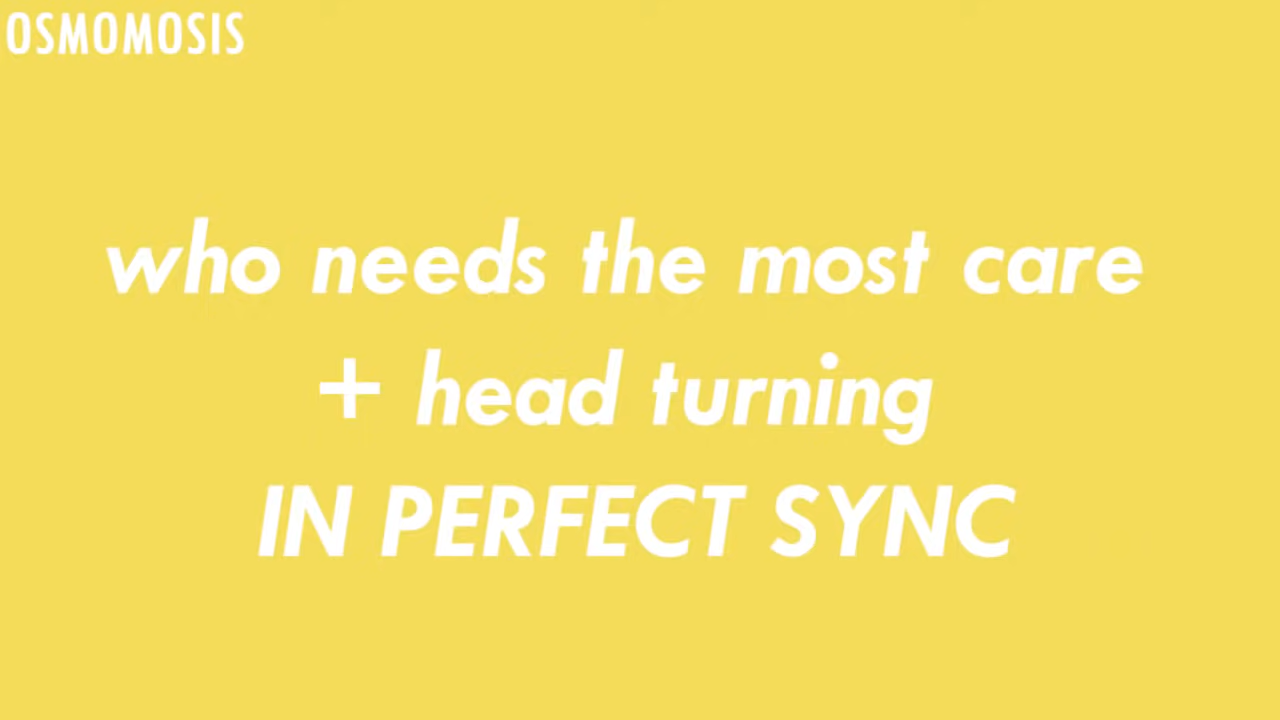 OSMOMOSIS
who needs the most care
+ head turning
IN PERFECT SYNC